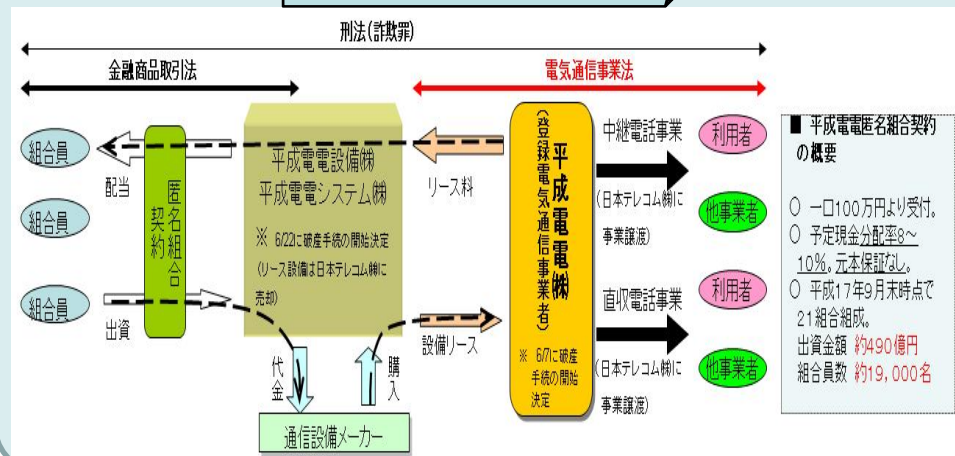 刑法(詐欺罪)
金融商品取引法
電気通信事業法
組合員
組合員
組合員
配当
出資
匿名組合
契約
平成電電設備㈱
平成電電システム㈱
※ 6/22に破産手続の開始決定
(リース設備は日本テレコム㈱に
売却)
代金
購入
通信設備メーカー
リース料
設備リース
平成電電㈱
(登録電気通信事業者)
※ 6/7に破産
手続の開始
決定
中継電話事業
(日本テレコム㈱に
事業譲渡)
直収電話事業
(日本テレコム㈱に
事業譲渡)
利用者
他事業者
利用者
他事業者
■ 平成電電匿名組合契約
の概要
○ 一口100万円より受付。
○ 予定現金分配率8～
10%。元本保証なし。
○ 平成17年9月末時点で
21組合組成。
出資金額 約490億円
組合員数 約19,000名